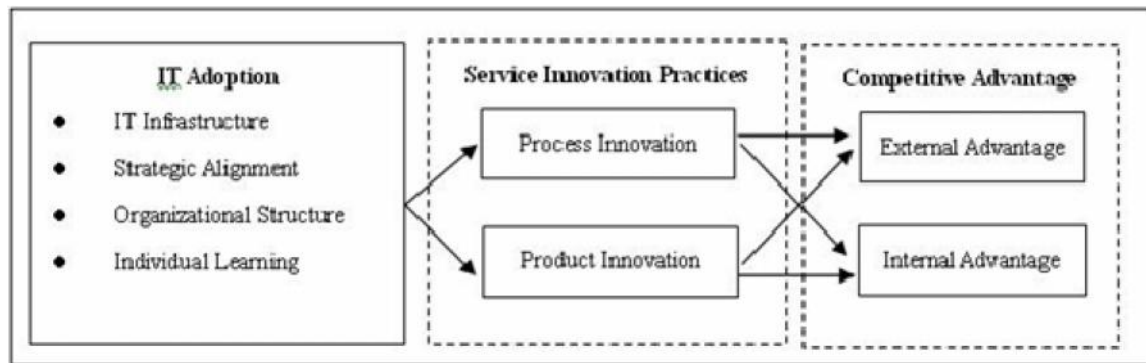 IT Adoption
IT Infrastructure
Strategic Alignment
Organizational Structure
Individual Learning
Service Innovation Practices
Process Innovation
Product Innovation
Competitive Advantage
External Advantage
Internal Advantage